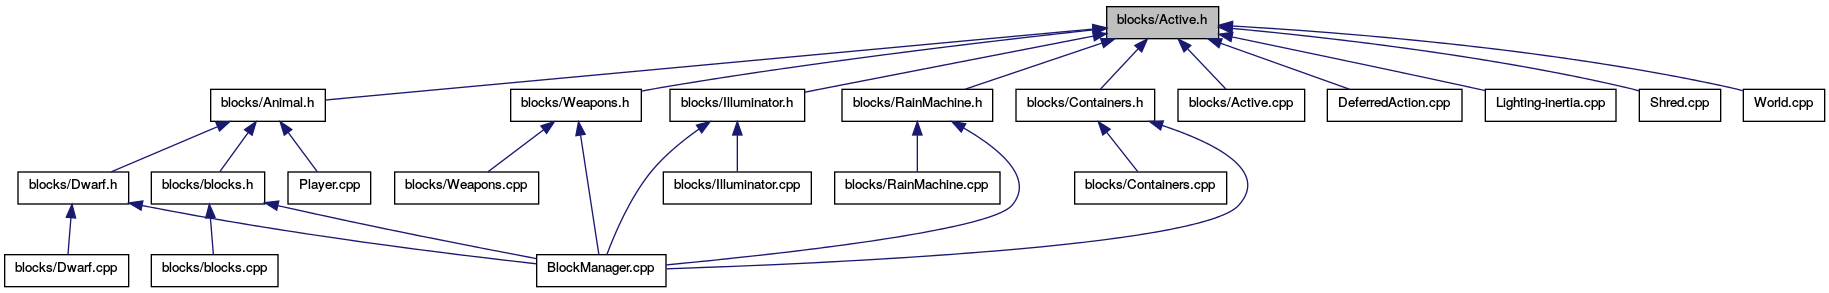 blocks/Active.h
blocks/Animal.h
blocks/Weapons.h
blocks/Illuminator.h
blocks/RainMachine.h
blocks/Containers.h
blocks/Active.cpp
DeferredAction.cpp
Lighting-inertia.cpp
Shred.cpp
World.cpp
blocks/Dwarf.h
blocks/blocks.h
Player.cpp
blocks/Weapons.cpp
blocks/Illuminator.cpp
blocks/RainMachine.cpp
blocks/Containers.cpp
blocks/Dwarf.cpp
blocks/blocks.cpp
BlockManager.cpp